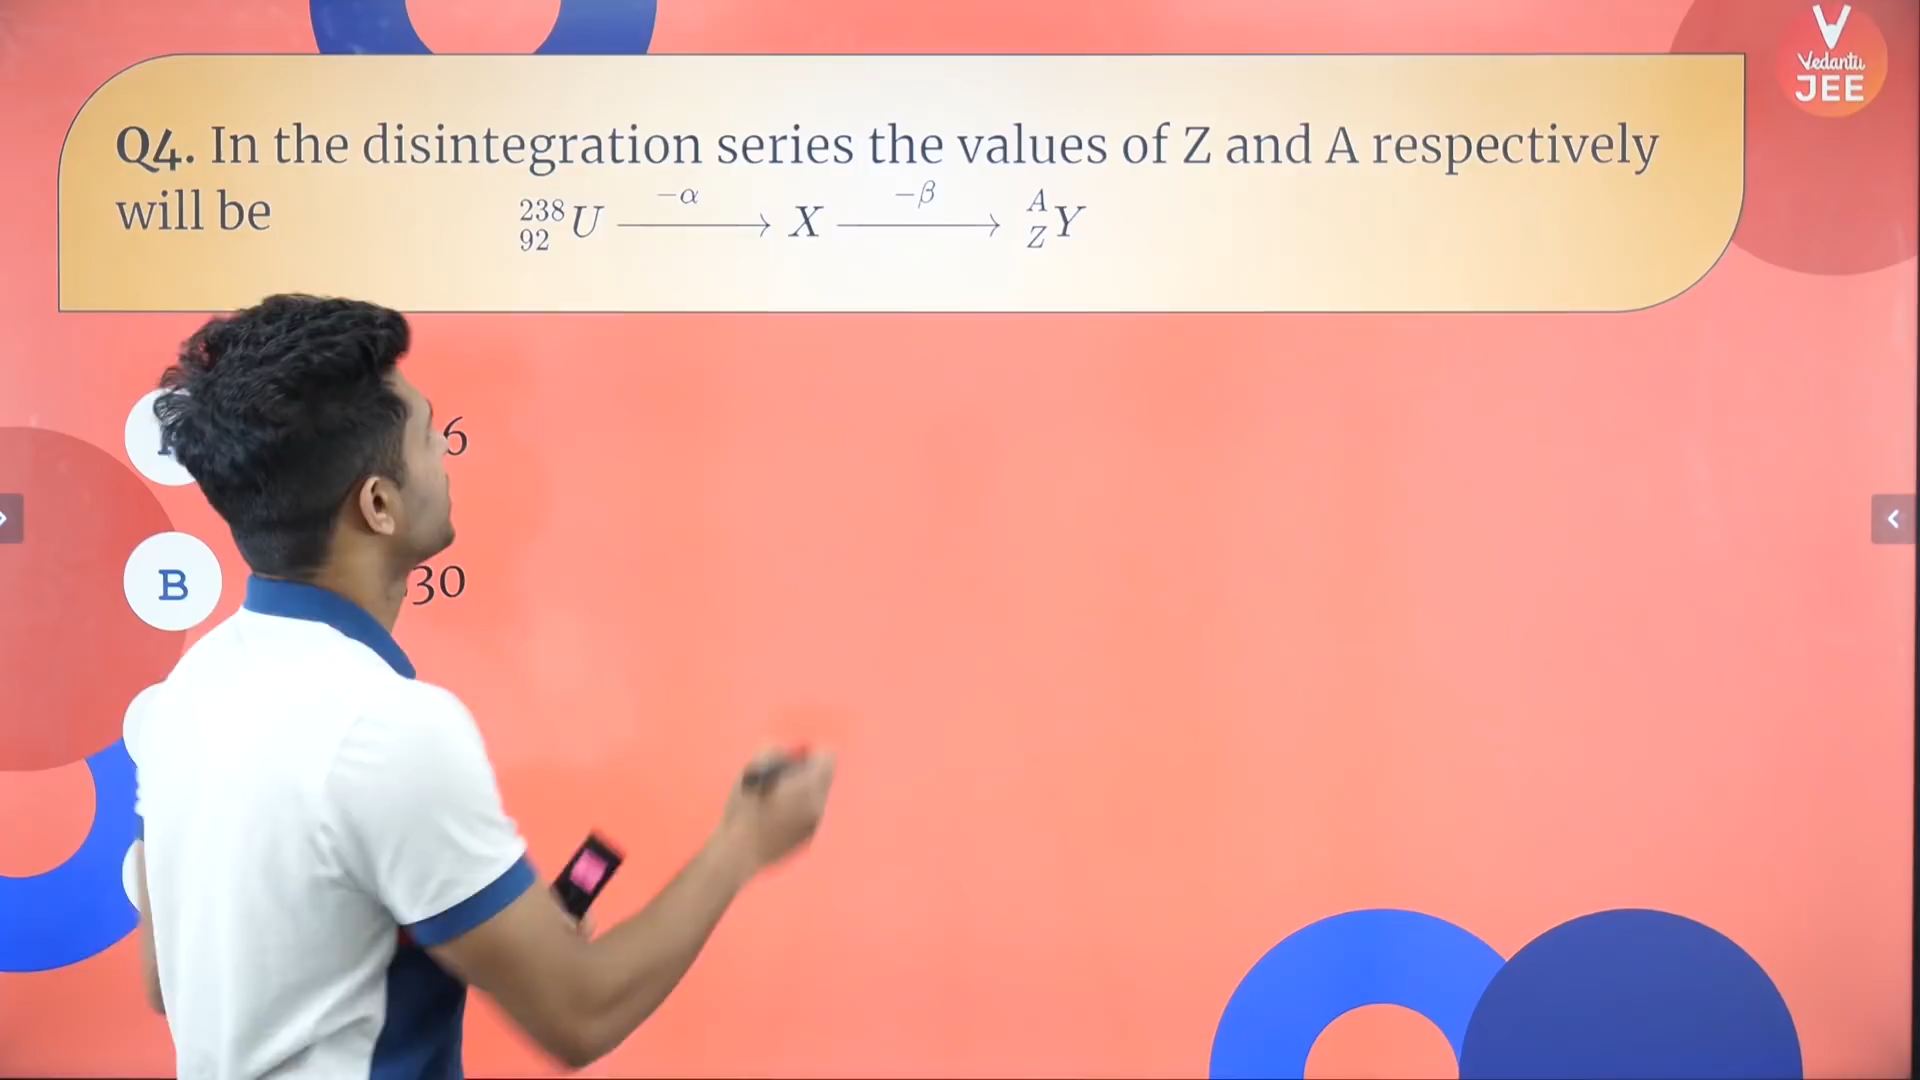 Vedantu
JEE
Q4. In the disintegration series the values of Z and A respectively
will be
²³⁸₉₂U —−α→ X —−β→ ᴬ_Z Y
6
B
30